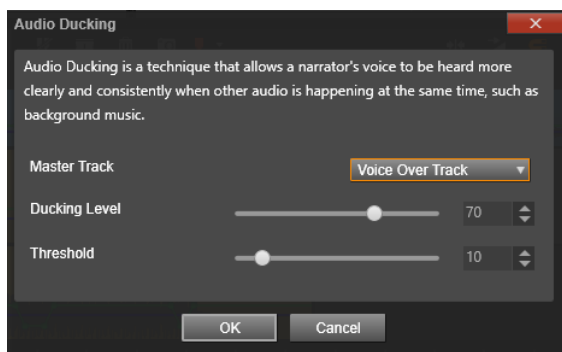 Audio Ducking
Audio Ducking is a technique that allows a narrator's voice to be heard more
clearly and consistently when other audio is happening at the same time, such as
background music.
Master Track Voice Over Track
Ducking Level 70
Threshold 10
OK Cancel